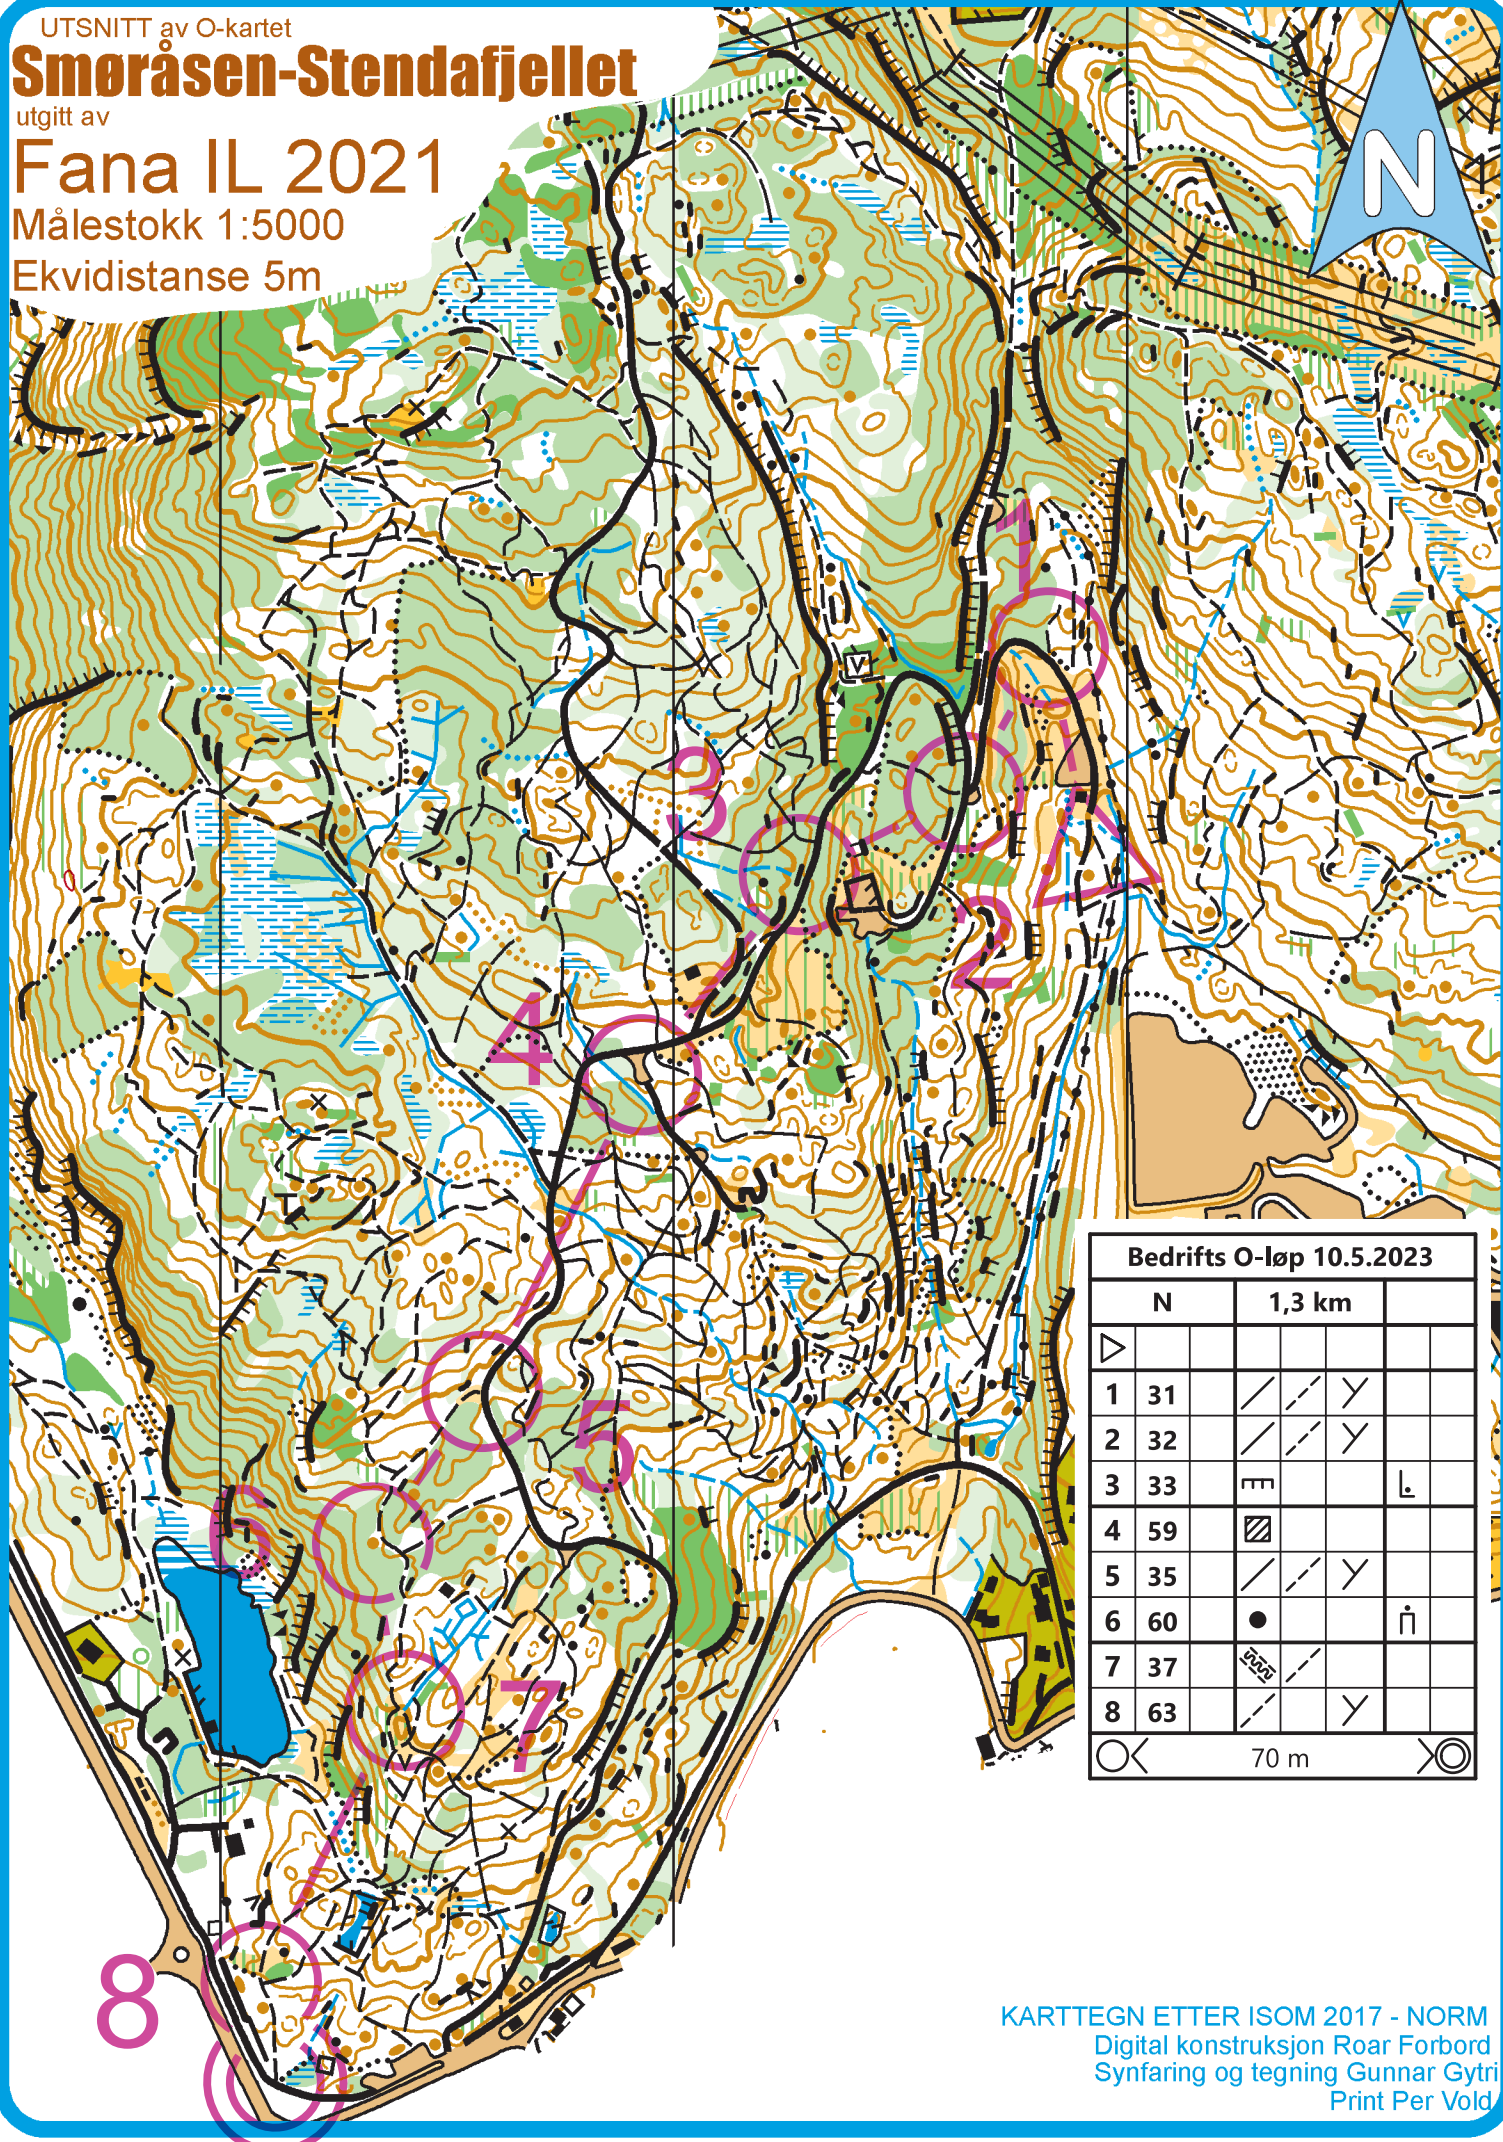 UTSNITT av O-kartet
Smøråsen-Stendafjellet
utgitt av
Fana IL 2021
Målestokk 1:5000
Ekvidistanse 5m
N
1
V
3
2
4
5
6
7
8
Bedrifts O-løp 10.5.2023
N 1,3 km
1 31
2 32
3 33
4 59
5 35
6 60
7 37
8 63
70 m
KARTTEGN ETTER ISOM 2017 - NORM
Digital konstruksjon Roar Forbord
Synfaring og tegning Gunnar Gytri
Print Per Vold